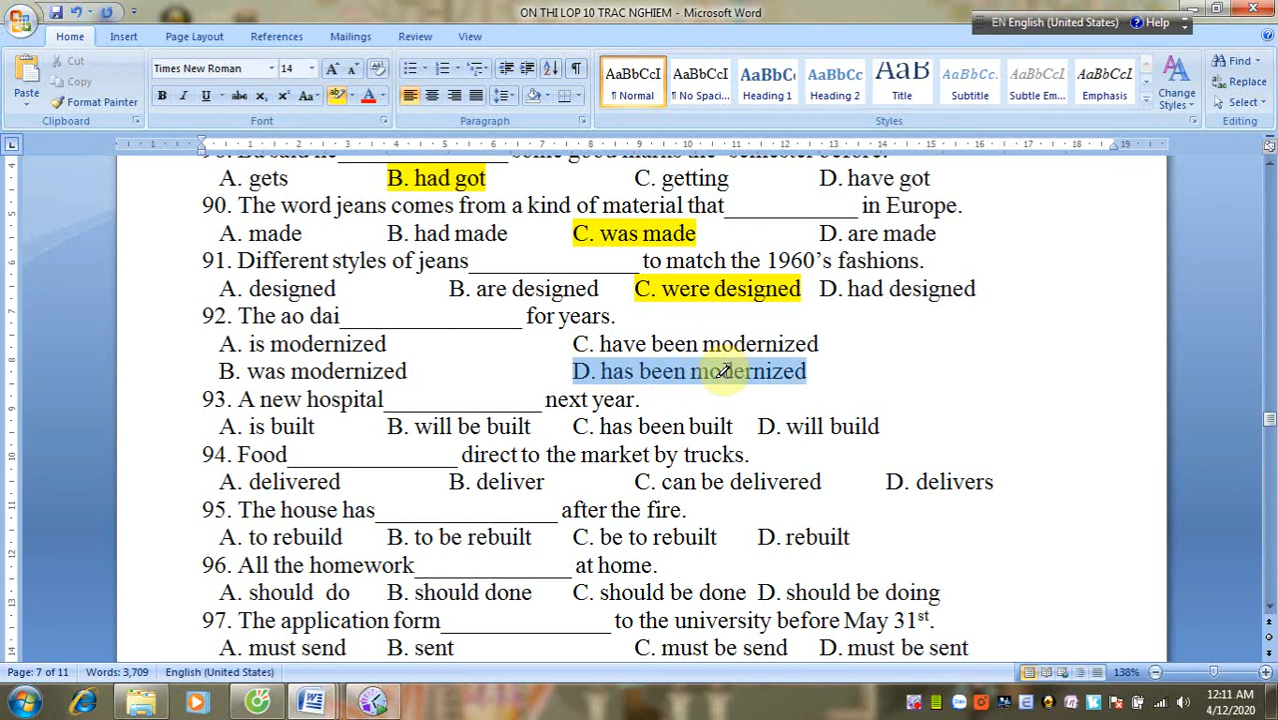 ON THI LOP 10 TRAC NGHIEM - Microsoft Word
EN English (United States) Help
Home Insert Page Layout References Mailings Review View
Cut
Copy
Format Painter
Paste
Clipboard
Times New Roman 14
Font
Paragraph
AaBbCcI AaBbCcI AaBbCc AaBbCc AaB AaBbCcI AaBbCcI AaBbCcI
¶ Normal ¶ No Spaci... Heading 1 Heading 2 Title Subtitle Subtle Em... Emphasis
Change Styles
Styles
Find
Replace
Select
Editing
A. gets B. had got C. getting D. have got
90. The word jeans comes from a kind of material that____________ in Europe.
A. made B. had made C. was made D. are made
91. Different styles of jeans_______________ to match the 1960’s fashions.
A. designed B. are designed C. were designed D. had designed
92. The ao dai________________ for years.
A. is modernized C. have been modernized
B. was modernized D. has been modernized
93. A new hospital______________ next year.
A. is built B. will be built C. has been built D. will build
94. Food_______________ direct to the market by trucks.
A. delivered B. deliver C. can be delivered D. delivers
95. The house has________________ after the fire.
A. to rebuild B. to be rebuilt C. be to rebuilt D. rebuilt
96. All the homework______________ at home.
A. should do B. should done C. should be done D. should be doing
97. The application form_______________ to the university before May 31st.
A. must send B. sent C. must be send D. must be sent
Page: 7 of 11 Words: 3,709 English (United States) 138%
12:11 AM
4/12/2020